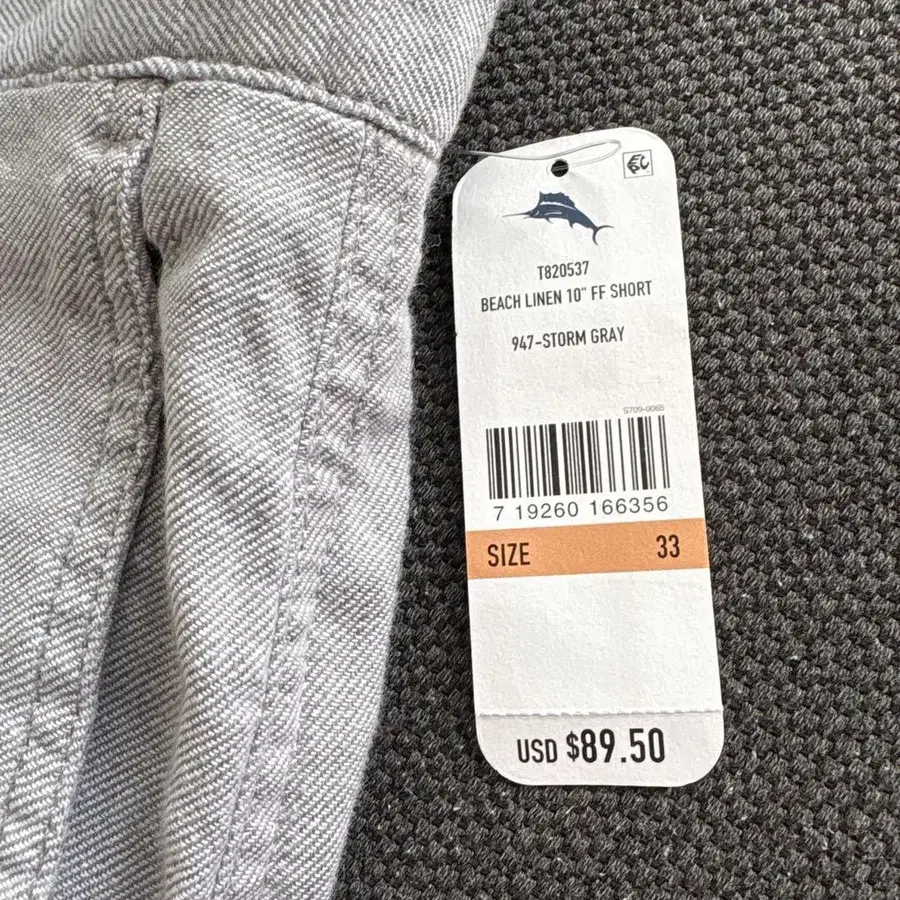 T820537
BEACH LINEN 10" FF SHORT
947-STORM GRAY
S709-0065
7 19260 166356
SIZE 33
USD $89.50